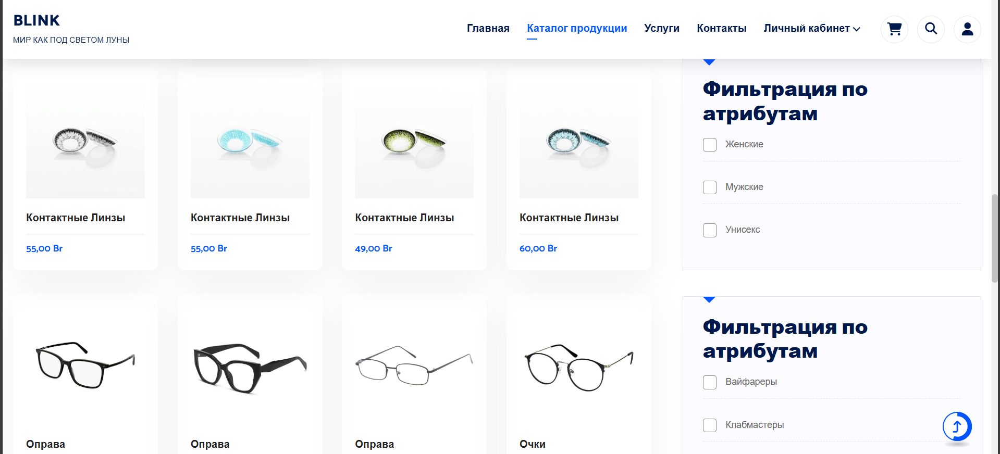 BLINK
МИР КАК ПОД СВЕТОМ ЛУНЫ
Главная
Каталог продукции
Услуги
Контакты
Личный кабинет
Контактные Линзы
55,00 Br
Контактные Линзы
55,00 Br
Контактные Линзы
49,00 Br
Контактные Линзы
60,00 Br
Оправа
Оправа
Оправа
Очки
Фильтрация по
атрибутам
Женские
Мужские
Унисекс
Фильтрация по
атрибутам
Вайфареры
Клабмастеры